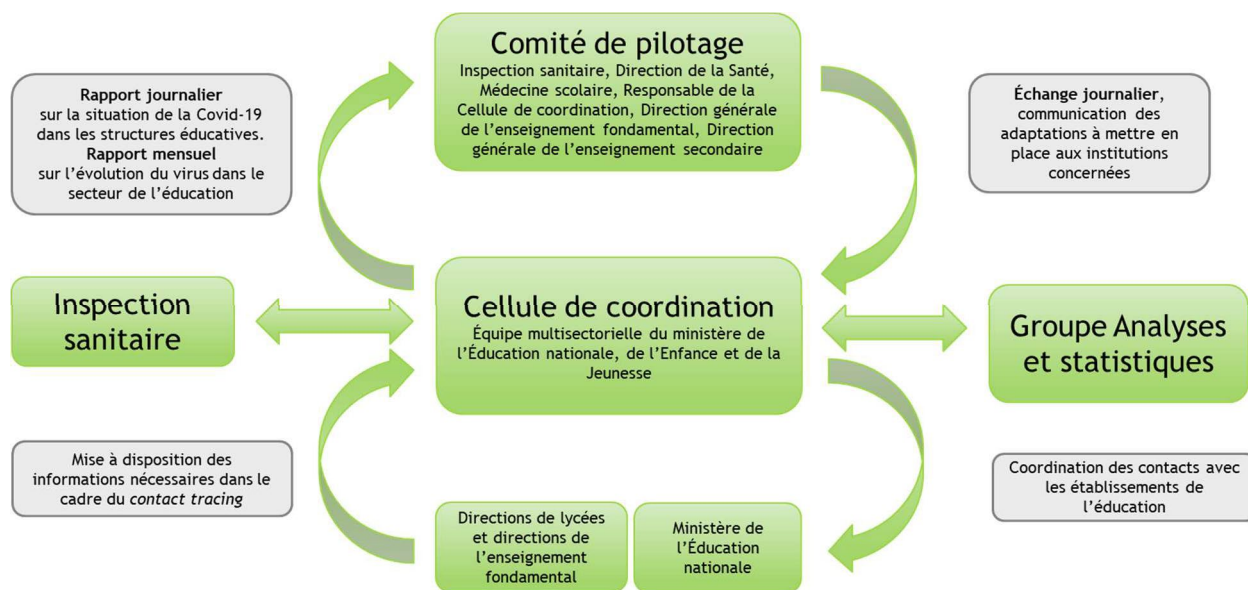 Comité de pilotage
Inspection sanitaire, Direction de la Santé,
Médecine scolaire, Responsable de la
Cellule de coordination, Direction générale
de l'enseignement fondamental, Direction
générale de l'enseignement secondaire
Rapport journalier
sur la situation de la Covid-19
dans les structures éducatives.
Rapport mensuel
sur l'évolution du virus dans le
secteur de l'éducation
Échange journalier,
communication des
adaptations à mettre en
place aux institutions
concernées
Inspection
sanitaire
Cellule de coordination
Équipe multisectorielle du ministère de
l'Éducation nationale, de l'Enfance et de la
Jeunesse
Groupe Analyses
et statistiques
Mise à disposition des
informations nécessaires dans le
cadre du contact tracing
Coordination des contacts avec
les établissements de
l'éducation
Directions de lycées
et directions de
l'enseignement
fondamental
Ministère de
l'Éducation
nationale